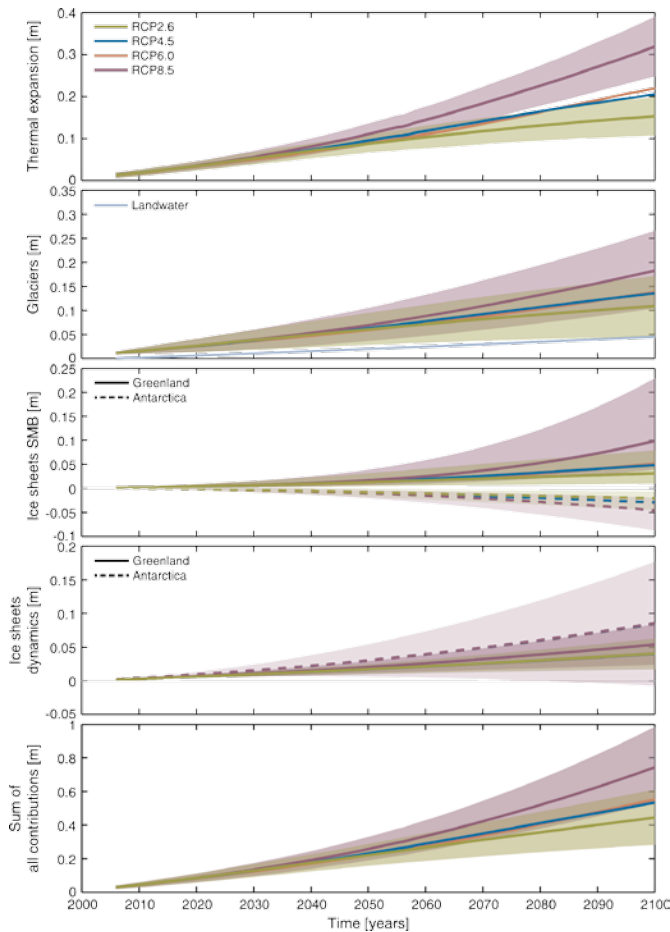 Thermal expansion [m]
0.4
0.3
0.2
0.1
0
RCP2.6
RCP4.5
RCP6.0
RCP8.5
Glaciers [m]
0.35
0.3
0.25
0.2
0.15
0.1
0.05
0
Landwater
Ice sheets SMB [m]
0.25
0.2
0.15
0.1
0.05
0
-0.05
-0.1
Greenland
Antarctica
Ice sheets
dynamics [m]
0.2
0.15
0.1
0.05
0
-0.05
Greenland
Antarctica
Sum of
all contributions [m]
1
0.8
0.6
0.4
0.2
0
2000 2010 2020 2030 2040 2050 2060 2070 2080 2090 2100
Time [years]